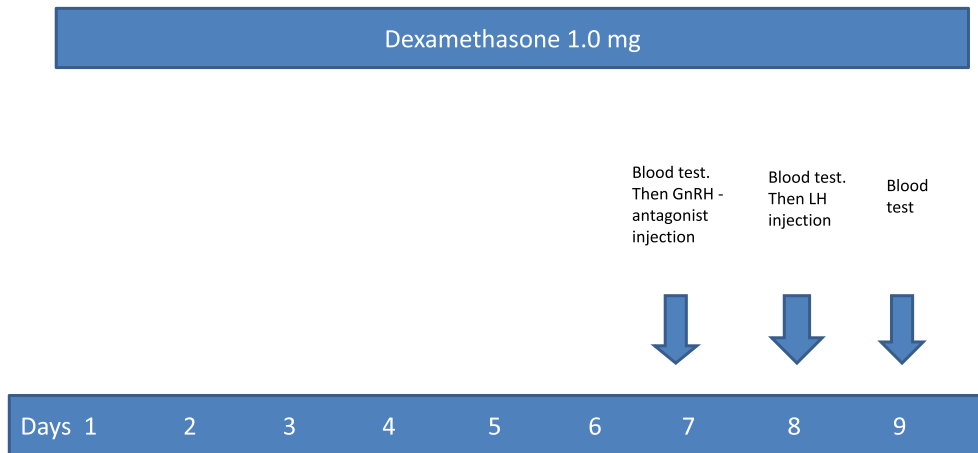 Dexamethasone 1.0 mg
Blood test.
Then GnRH -
antagonist
injection
Blood test.
Then LH
injection
Blood
test
Days 1 2 3 4 5 6 7 8 9